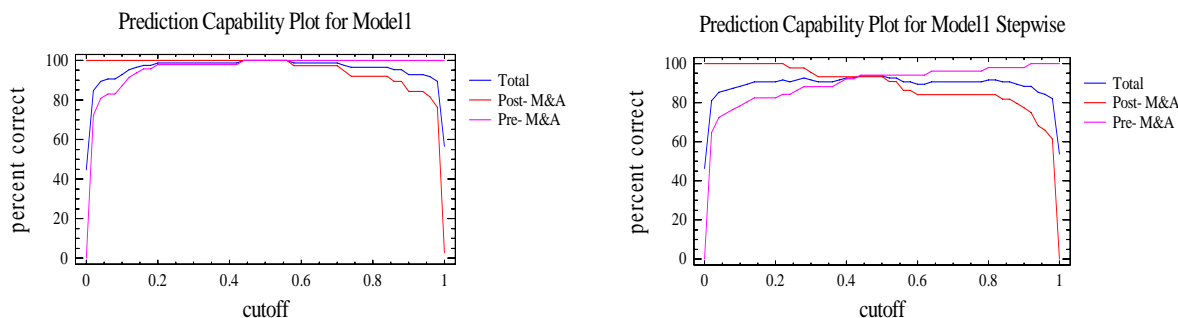 Prediction Capability Plot for Model1
percent correct
100
80
60
40
20
0
0
0.2
0.4
0.6
0.8
1
cutoff
Total
Post- M&A
Pre- M&A
Prediction Capability Plot for Model1 Stepwise
percent correct
100
80
60
40
20
0
0
0.2
0.4
0.6
0.8
1
cutoff
Total
Post- M&A
Pre- M&A